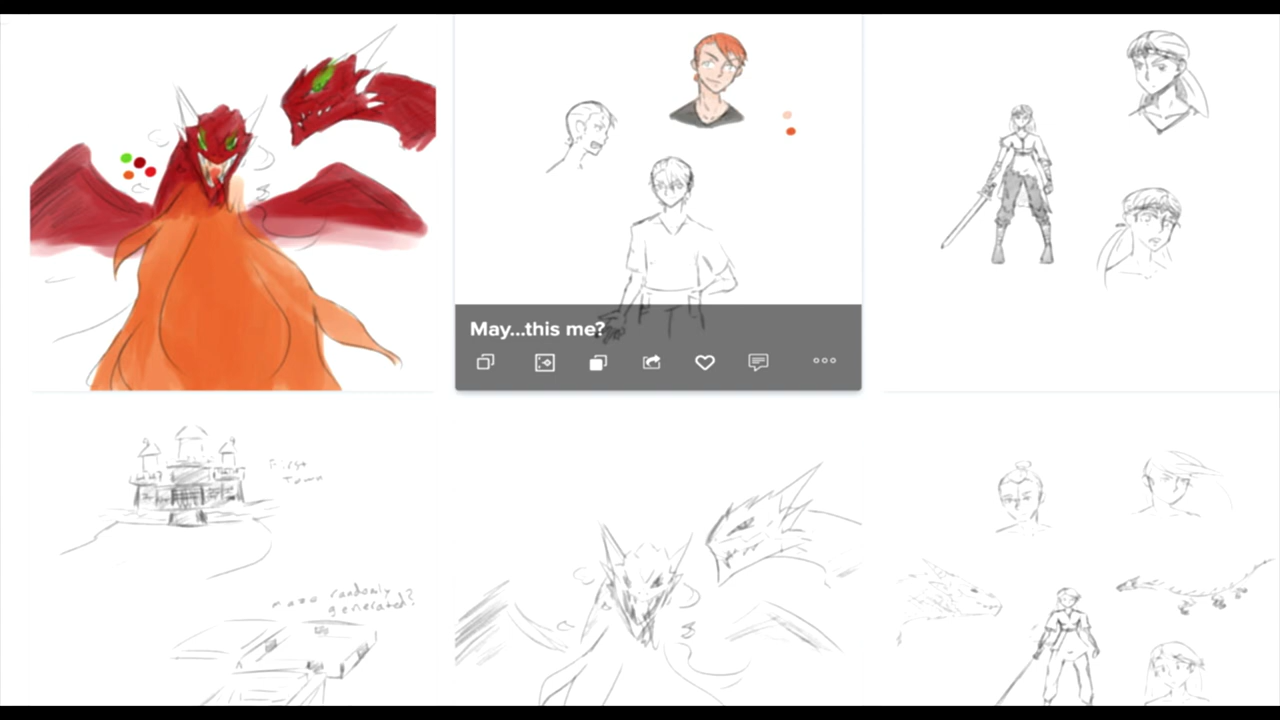 May...this me?
First
Town
maze randomly
generated?